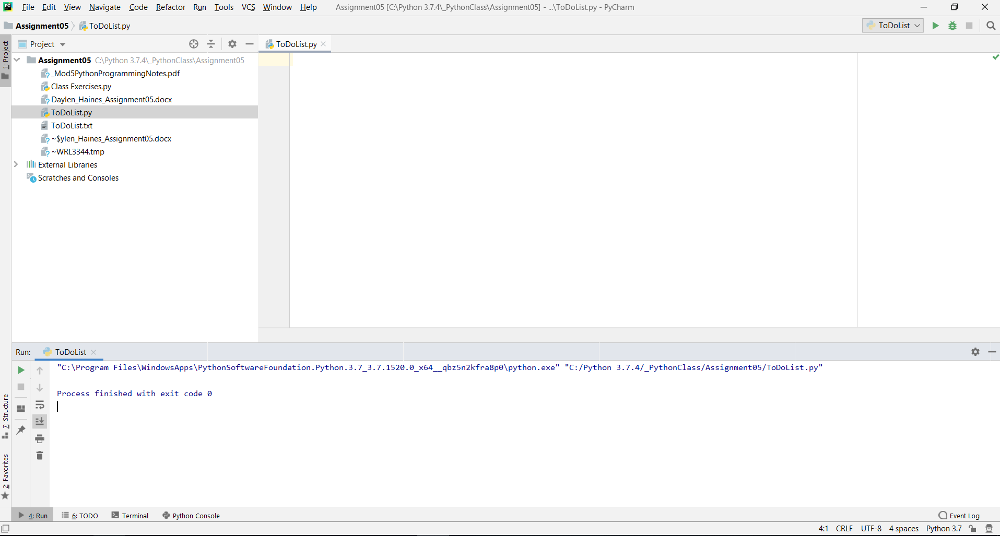 PC File Edit View Navigate Code Refactor Run Tools VCS Window Help Assignment05 [C:\Python 3.7.4\_PythonClass\Assignment05] - ...\ToDoList.py - PyCharm
Assignment05 ToDoList.py ToDoList
1: Project Project ToDoList.py
Assignment05 C:\Python 3.7.4\_PythonClass\Assignment05
_Mod5PythonProgrammingNotes.pdf
Class Exercises.py
Daylen_Haines_Assignment05.docx
ToDoList.py
ToDoList.txt
~$ylen_Haines_Assignment05.docx
~WRL3344.tmp
External Libraries
Scratches and Consoles
Run: ToDoList
"C:\Program Files\WindowsApps\PythonSoftwareFoundation.Python.3.7_3.7.1520.0_x64__qbz5n2kfra8p0\python.exe" "C:/Python 3.7.4/_PythonClass/Assignment05/ToDoList.py"
Process finished with exit code 0
7: Structure
2: Favorites
4: Run 6: TODO Terminal Python Console Event Log
4:1 CRLF UTF-8 4 spaces Python 3.7